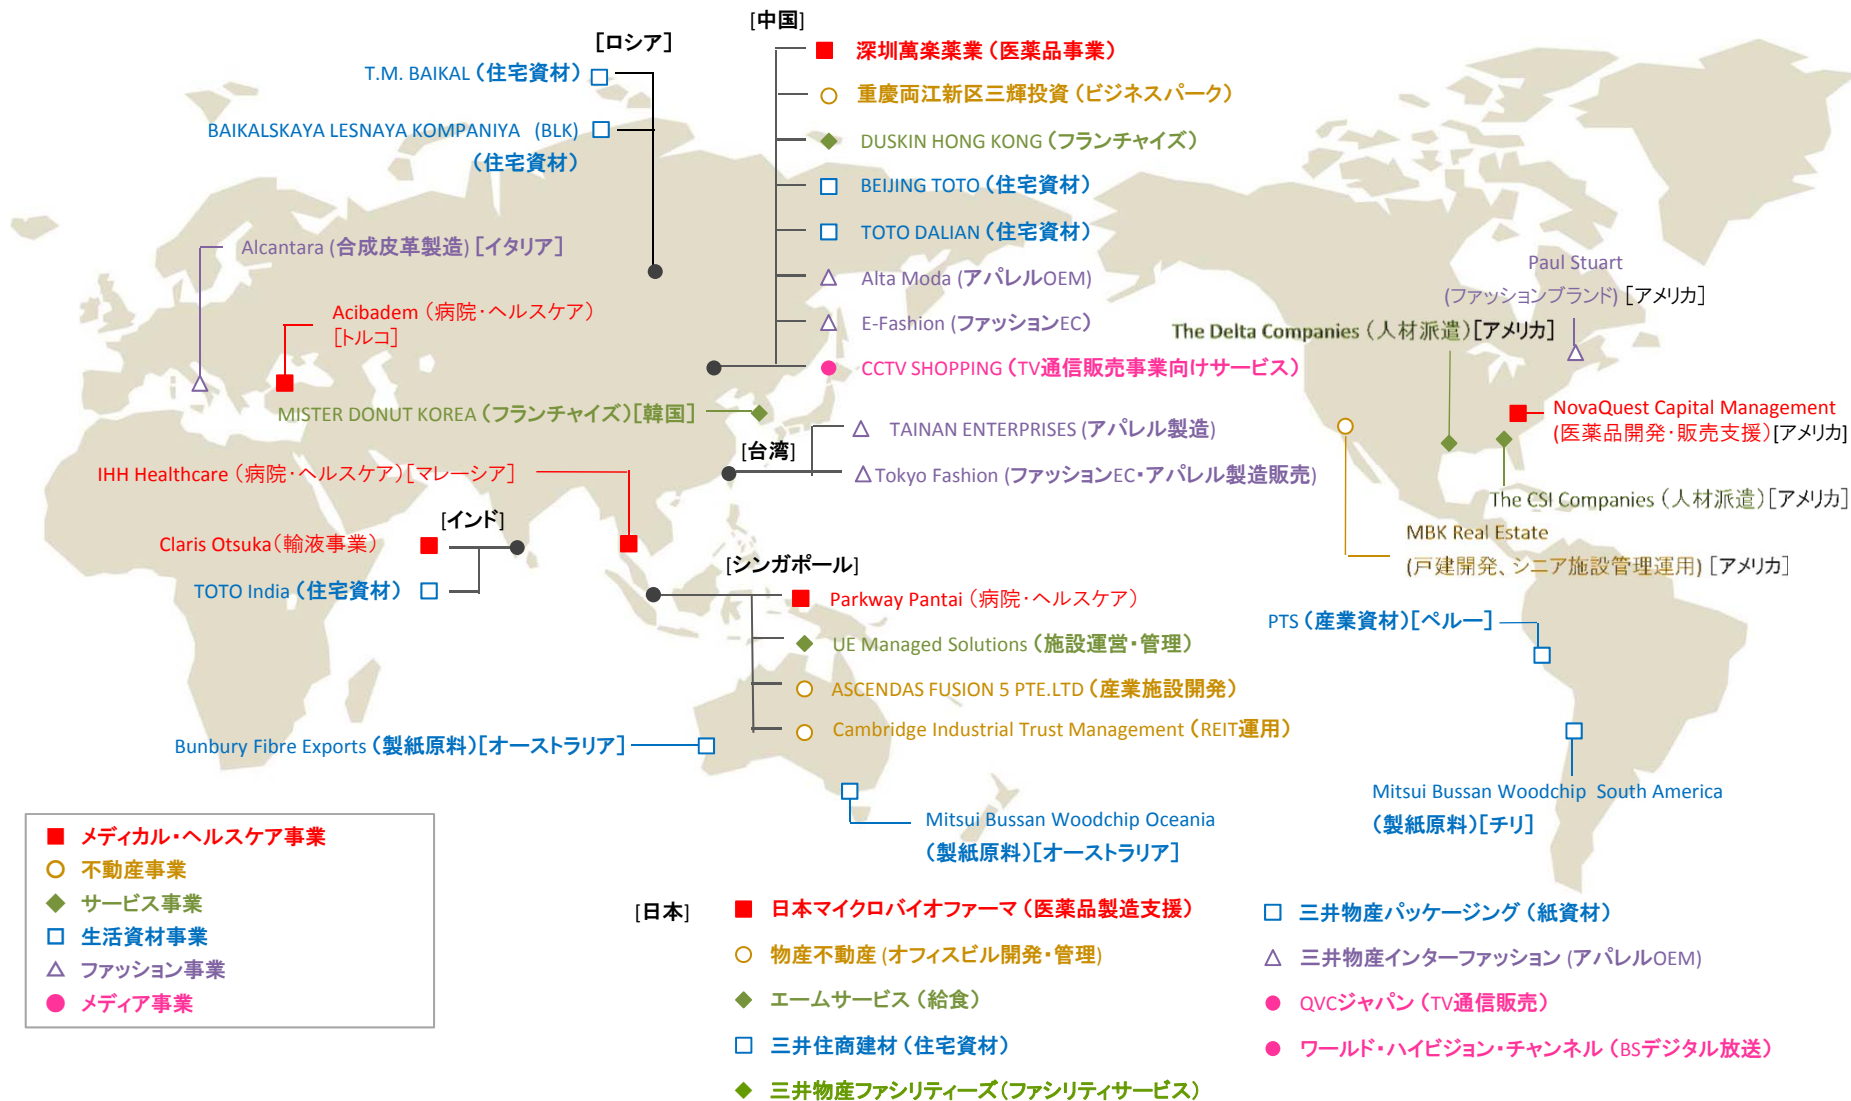 [ロシア]
T.M. BAIKAL (住宅資材)
BAIKALSKAYA LESNAYA KOMPANIYA (BLK)
(住宅資材)
[中国]
深圳萬楽薬業 (医薬品事業)
重慶両江新区三輝投資 (ビジネスパーク)
DUSKIN HONG KONG (フランチャイズ)
BEIJING TOTO (住宅資材)
TOTO DALIAN (住宅資材)
Alta Moda (アパレルOEM)
E-Fashion (ファッションEC)
CCTV SHOPPING (TV通信販売事業向けサービス)
Alcantara (合成皮革製造) [イタリア]
Acibadem (病院・ヘルスケア)
[トルコ]
MISTER DONUT KOREA (フランチャイズ)[韓国]
[台湾]
TAINAN ENTERPRISES (アパレル製造)
Tokyo Fashion (ファッションEC・アパレル製造販売)
IHH Healthcare (病院・ヘルスケア)[マレーシア]
[インド]
Claris Otsuka(輸液事業)
TOTO India (住宅資材)
[シンガポール]
Parkway Pantai (病院・ヘルスケア)
UE Managed Solutions (施設運営・管理)
ASCENDAS FUSION 5 PTE.LTD (産業施設開発)
Cambridge Industrial Trust Management (REIT運用)
Bunbury Fibre Exports (製紙原料)[オーストラリア]
Mitsui Bussan Woodchip Oceania
(製紙原料)[オーストラリア]
Paul Stuart
(ファッションブランド) [アメリカ]
The Delta Companies (人材派遣)[アメリカ]
NovaQuest Capital Management
(医薬品開発・販売支援)[アメリカ]
The CSI Companies (人材派遣)[アメリカ]
MBK Real Estate
(戸建開発、シニア施設管理運用) [アメリカ]
PTS (産業資材)[ペルー]
Mitsui Bussan Woodchip South America
(製紙原料)[チリ]
メディカル・ヘルスケア事業
不動産事業
サービス事業
生活資材事業
ファッション事業
メディア事業
[日本]
日本マイクロバイオファーマ (医薬品製造支援)
物産不動産 (オフィスビル開発・管理)
エームサービス (給食)
三井住商建材 (住宅資材)
三井物産ファシリティーズ(ファシリティサービス)
三井物産パッケージング (紙資材)
三井物産インターファッション (アパレルOEM)
QVCジャパン (TV通信販売)
ワールド・ハイビジョン・チャンネル (BSデジタル放送)